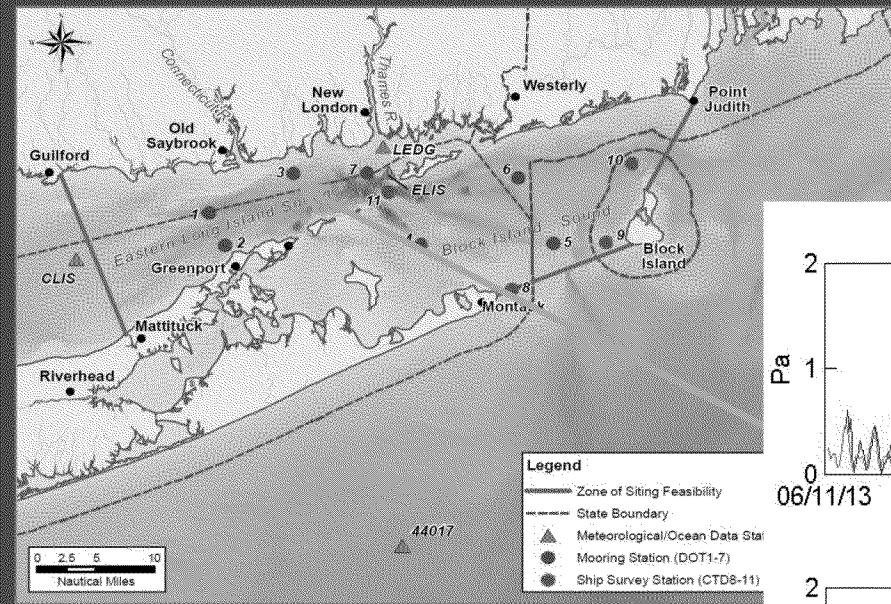 Connecticut
Thames R.
New
London
Westerly
Point
Judith
Old
Saybrook
LEDG
Guilford
3
7
6
10
ELIS
11
1
Eastern Long Island
2
4
Block Island Sound
5
9
Block
Island
CLIS
Greenport
8
Mattituck
Riverhead
44017
0 2.5 5 10
Nautical Miles
Legend
Zone of Siting Feasibility
State Boundary
Meteorological/Ocean Data
Mooring Station (DOT1-7)
Ship Survey Station (CTD8-11)
2
1
Pa
0
06/11/13
2